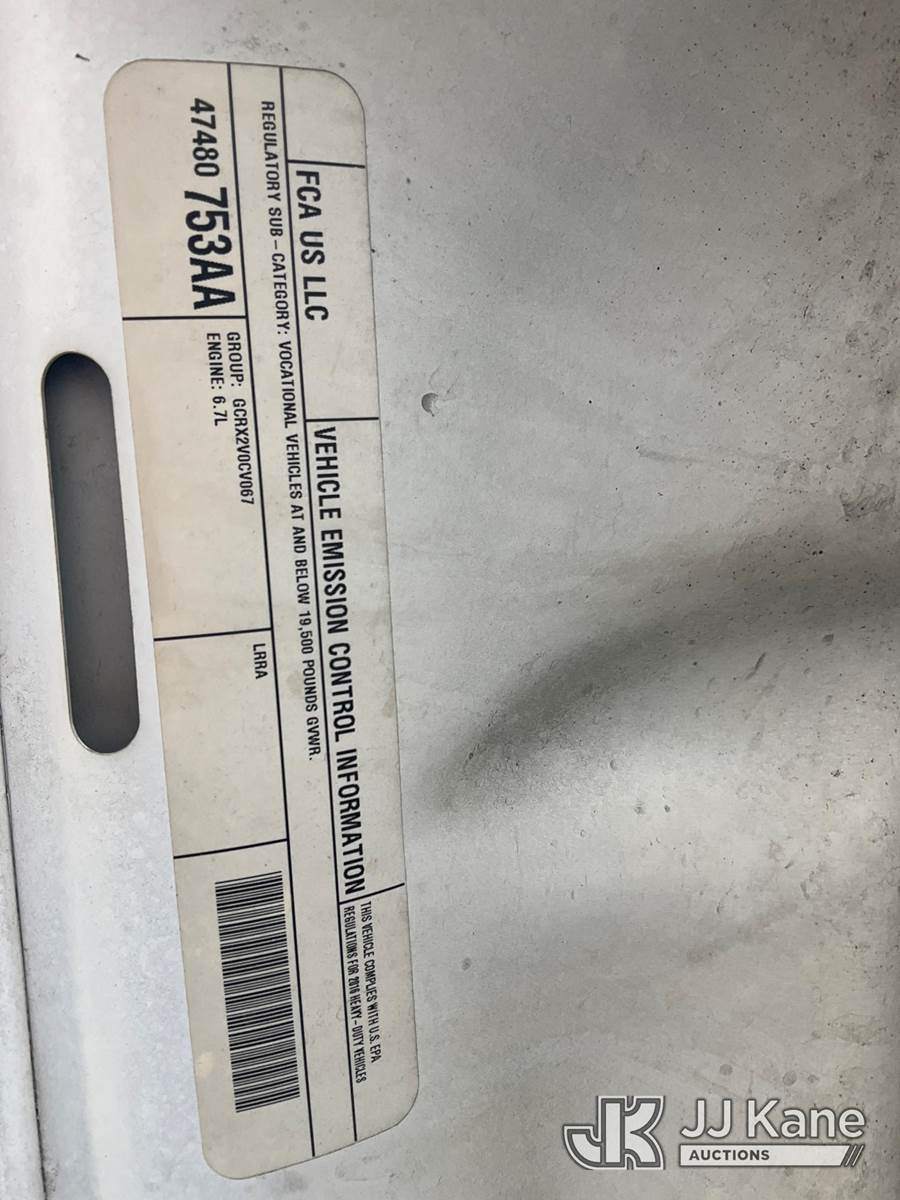 FCA US LLC
VEHICLE EMISSION CONTROL INFORMATION
THIS VEHICLE COMPLIES WITH U.S. EPA
REGULATIONS FOR 2016 HEAVY-DUTY VEHICLES
REGULATORY SUB-CATEGORY: VOCATIONAL VEHICLES AT AND BELOW 19,500 POUNDS GVWR.
47480 753AA
GROUP: GCRX2V0CV067
ENGINE: 6.7L
LRRA
JK JJ Kane
AUCTIONS